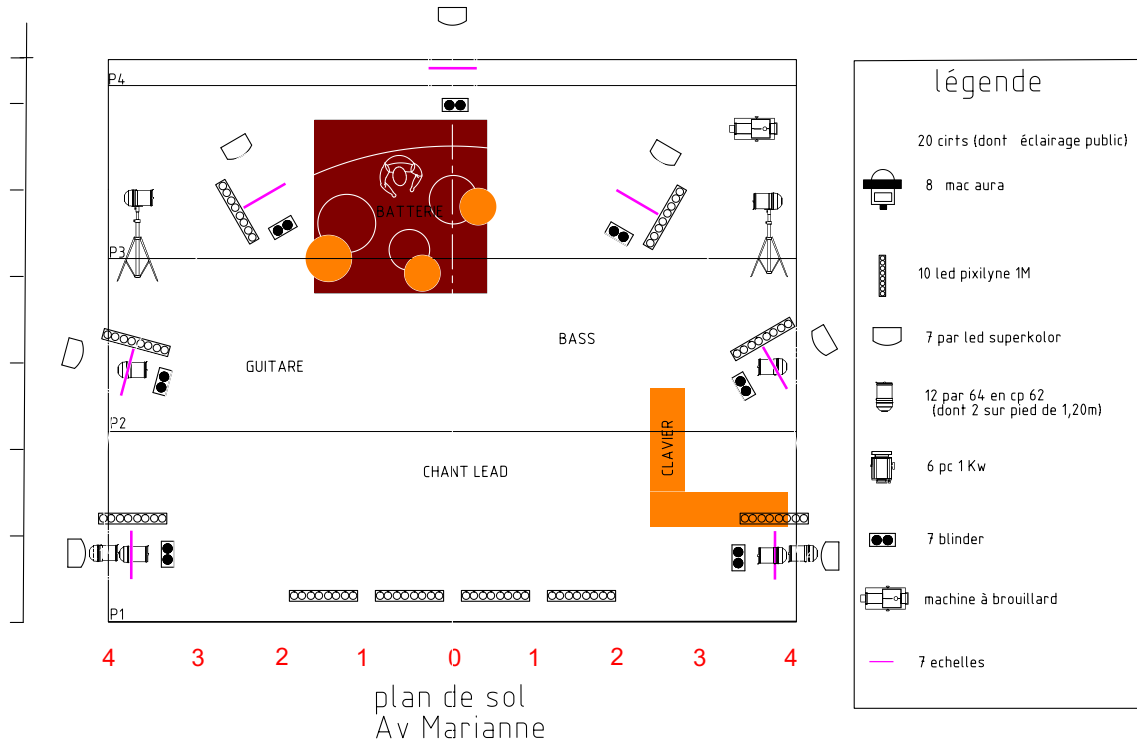 P4
BATTERIE
P3
BASS
GUITARE
P2
CLAVIER
CHANT LEAD
P1
4 3 2 1 0 1 2 3 4
plan de sol
Av Marianne
légende
20 cirts (dont éclairage public)
8 mac aura
10 led pixilyne 1M
7 par led superkolor
12 par 64 en cp 62
(dont 2 sur pied de 1,20m)
6 pc 1 Kw
7 blinder
machine à brouillard
7 echelles